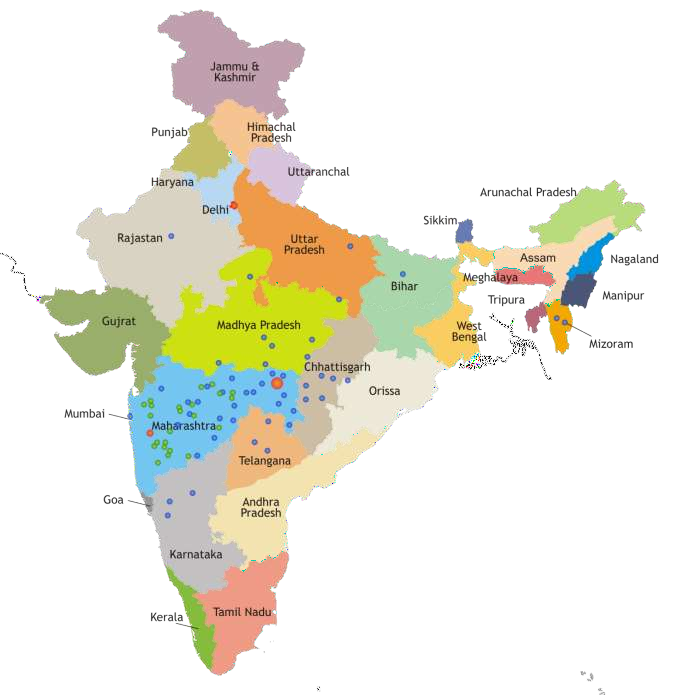 Jammu &
Kashmir
Punjab
Himachal
Pradesh
Uttaranchal
Haryana
Delhi
Arunachal Pradesh
Sikkim
Rajastan
Uttar
Pradesh
Assam
Nagaland
Meghalaya
Bihar
Manipur
Tripura
Gujrat
Madhya Pradesh
West
Bengal
Mizoram
Chhattisgarh
Orissa
Mumbai
Maharashtra
Telangana
Goa
Andhra
Pradesh
Karnataka
Kerala
Tamil Nadu